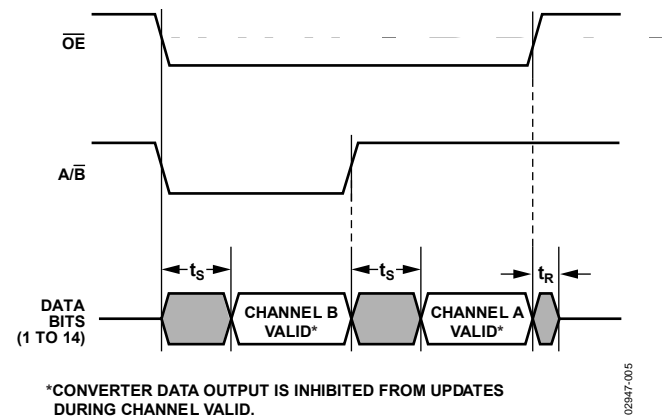 O̅E̅
A/B̅
tS
tS
tR
DATA
BITS
(1 TO 14)
CHANNEL B
VALID*
CHANNEL A
VALID*
*CONVERTER DATA OUTPUT IS INHIBITED FROM UPDATES
DURING CHANNEL VALID.
02947-005